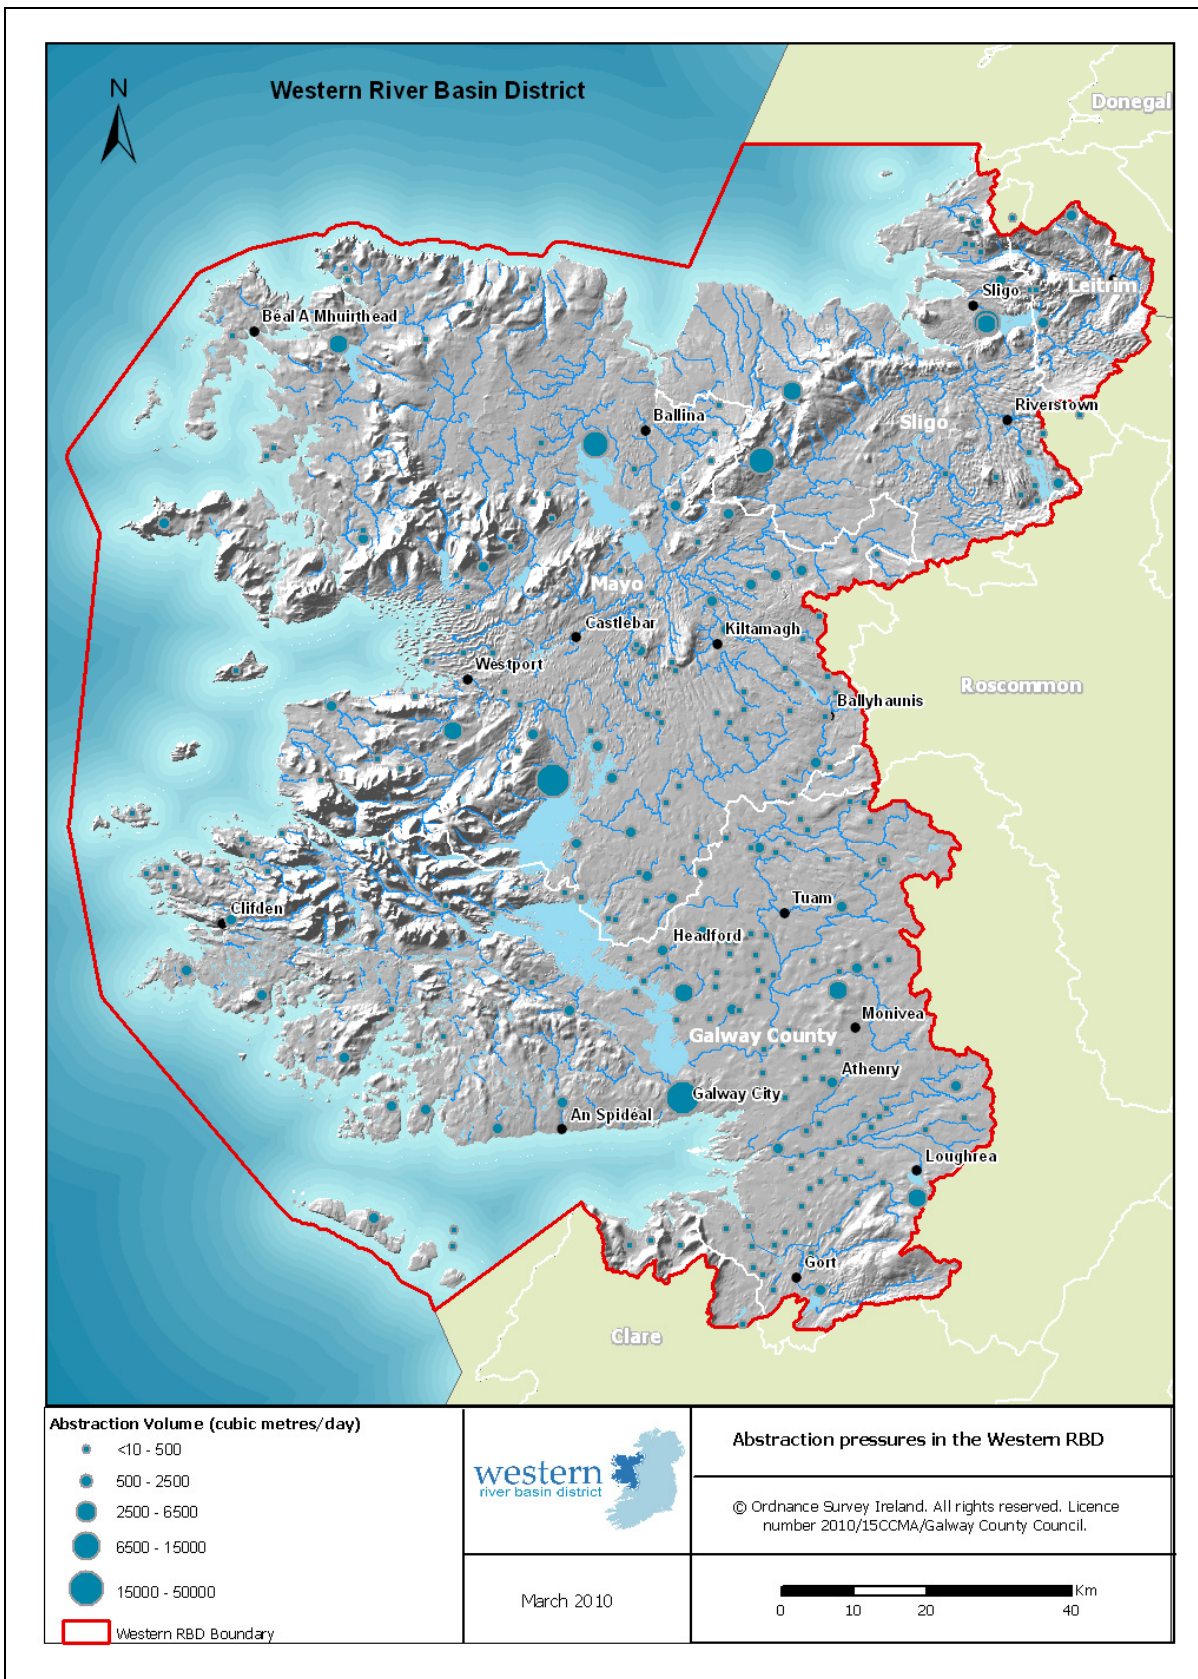 Western River Basin District
N
Donegal
Leitrim
Sligo
Béal A Mhuirthead
Riverstown
Ballina
Sligo
Mayo
Castlebar
Kiltamagh
Westport
Roscommon
Ballyhaunis
Tuam
Clifden
Headford
Monivea
Galway County
Athenry
Galway City
An Spidéal
Loughrea
Gort
Clare
Abstraction Volume (cubic metres/day)
<10 - 500
500 - 2500
2500 - 6500
6500 - 15000
15000 - 50000
Western RBD Boundary
western
river basin district
March 2010
Abstraction pressures in the Western RBD
© Ordnance Survey Ireland. All rights reserved. Licence
number 2010/15CCMA/Galway County Council.
Km
0 10 20 40